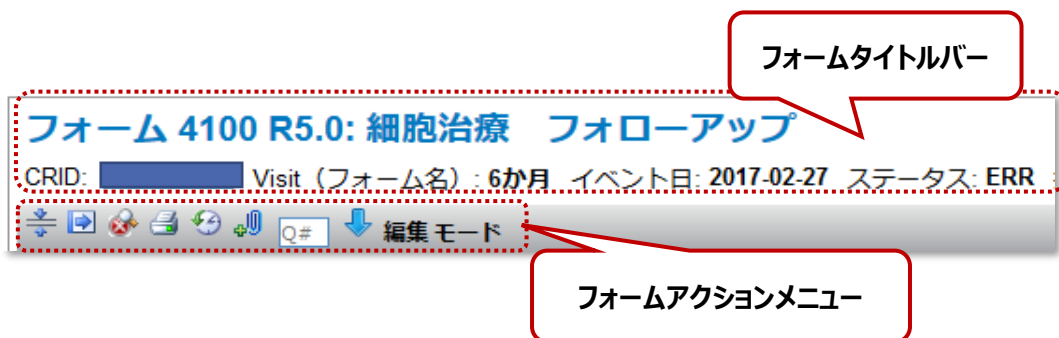 フォームタイトルバー
フォーム 4100 R5.0: 細胞治療　フォローアップ
CRID: Visit（フォーム名）: 6か月 イベント日: 2017-02-27 ステータス: ERR
Q# 編集モード
フォームアクションメニュー